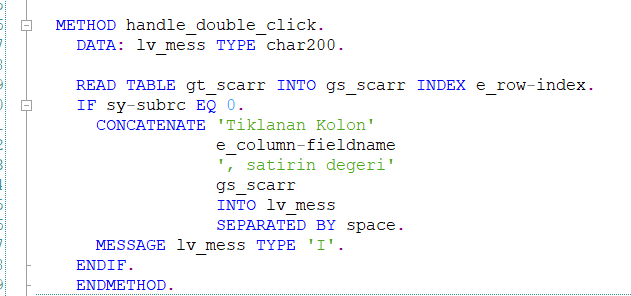 METHOD handle_double_click.
DATA: lv_mess TYPE char200.
READ TABLE gt_scarr INTO gs_scarr INDEX e_row-index.
IF sy-subrc EQ 0.
CONCATENATE 'Tiklanan Kolon'
e_column-fieldname
', satirin degeri'
gs_scarr
INTO lv_mess
SEPARATED BY space.
MESSAGE lv_mess TYPE 'I'.
ENDIF.
ENDMETHOD.